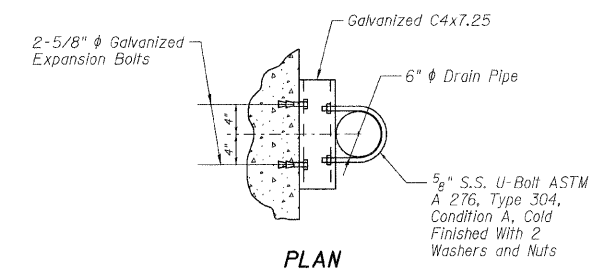 Galvanized C4x7.25
2-5/8" ϕ Galvanized
Expansion Bolts
6" ϕ Drain Pipe
4"
4"
5/8" S.S. U-Bolt ASTM
A 276, Type 304,
Condition A, Cold
Finished With 2
Washers and Nuts
PLAN